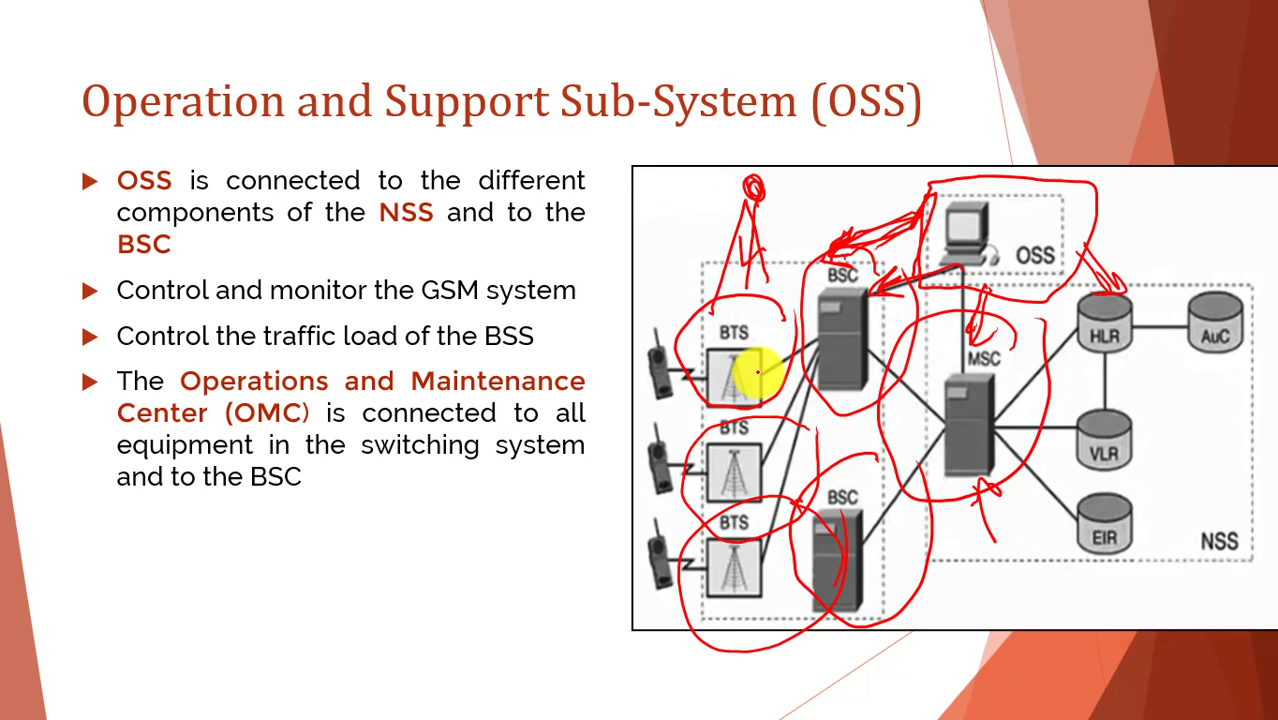 Operation and Support Sub-System (OSS)
OSS is connected to the different
components of the NSS and to the
BSC
Control and monitor the GSM system
Control the traffic load of the BSS
The Operations and Maintenance
Center (OMC) is connected to all
equipment in the switching system
and to the BSC
OSS
BSC
BTS
MSC
HLR
AuC
BTS
VLR
BSC
BTS
EIR
NSS